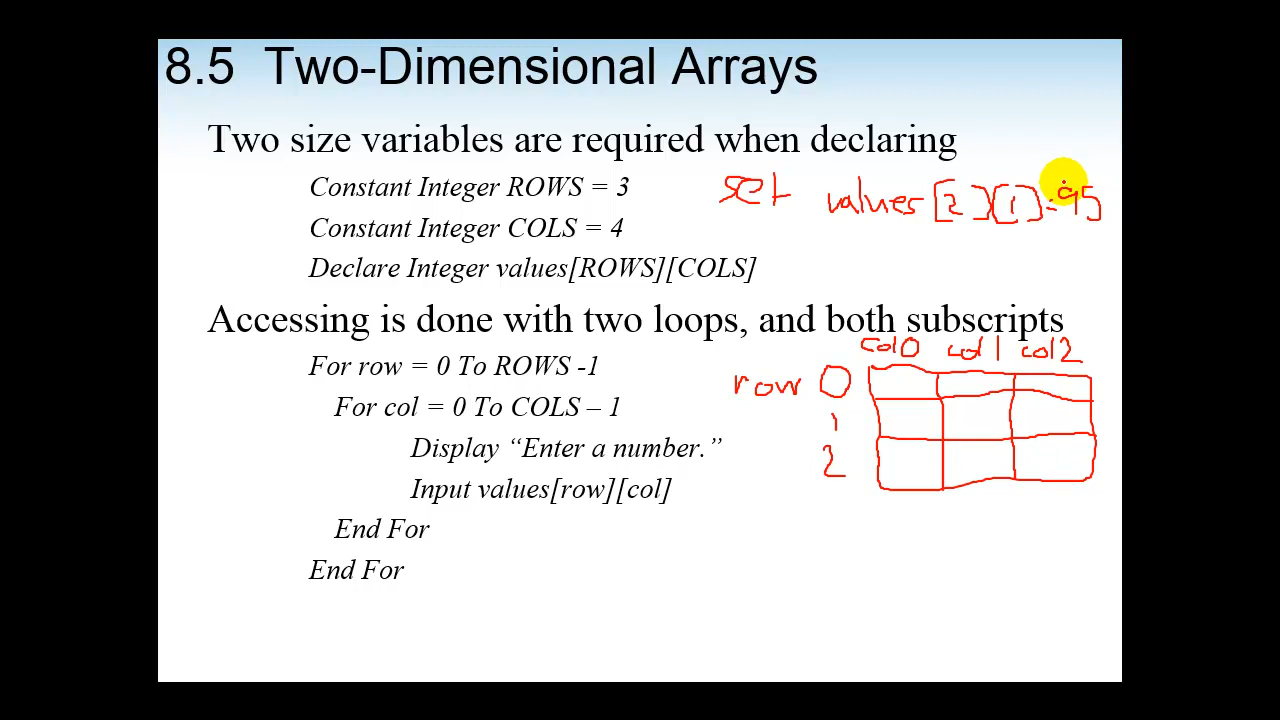 8.5 Two-Dimensional Arrays
Two size variables are required when declaring
Constant Integer ROWS = 3
set values[2][1]=95
Constant Integer COLS = 4
Declare Integer values[ROWS][COLS]
Accessing is done with two loops, and both subscripts
col0 col1 col2
For row = 0 To ROWS -1
row 0
For col = 0 To COLS – 1
1
Display “Enter a number.”
2
Input values[row][col]
End For
End For